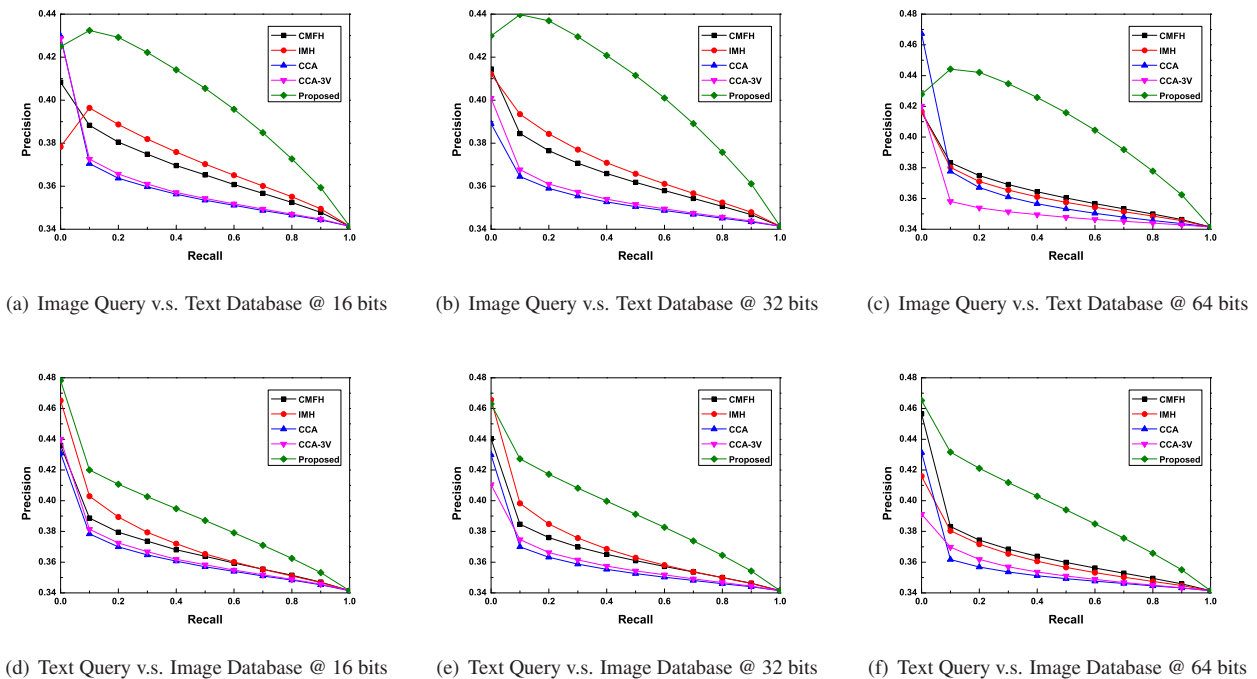 0.44
0.42
0.40
0.38
0.36
0.34
Precision
0.0 0.2 0.4 0.6 0.8 1.0
Recall
CMFH
IMH
CCA
CCA-3V
Proposed
(a) Image Query v.s. Text Database @ 16 bits
0.44
0.42
0.40
0.38
0.36
0.34
Precision
0.0 0.2 0.4 0.6 0.8 1.0
Recall
CMFH
IMH
CCA
CCA-3V
Proposed
(b) Image Query v.s. Text Database @ 32 bits
0.48
0.46
0.44
0.42
0.40
0.38
0.36
0.34
Precision
0.0 0.2 0.4 0.6 0.8 1.0
Recall
CMFH
IMH
CCA
CCA-3V
Proposed
(c) Image Query v.s. Text Database @ 64 bits
0.48
0.46
0.44
0.42
0.40
0.38
0.36
0.34
Precision
0.0 0.2 0.4 0.6 0.8 1.0
Recall
CMFH
IMH
CCA
CCA-3V
Proposed
(d) Text Query v.s. Image Database @ 16 bits
0.48
0.46
0.44
0.42
0.40
0.38
0.36
0.34
Precision
0.0 0.2 0.4 0.6 0.8 1.0
Recall
CMFH
IMH
CCA
CCA-3V
Proposed
(e) Text Query v.s. Image Database @ 32 bits
0.48
0.46
0.44
0.42
0.40
0.38
0.36
0.34
Precision
0.0 0.2 0.4 0.6 0.8 1.0
Recall
CMFH
IMH
CCA
CCA-3V
Proposed
(f) Text Query v.s. Image Database @ 64 bits